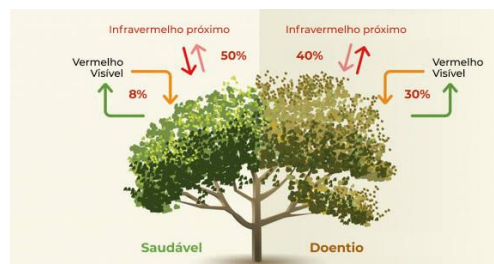 Infravermelho próximo
50%
Vermelho
Visível
8%
Infravermelho próximo
40%
Vermelho
Visível
30%
Saudável
Doentio